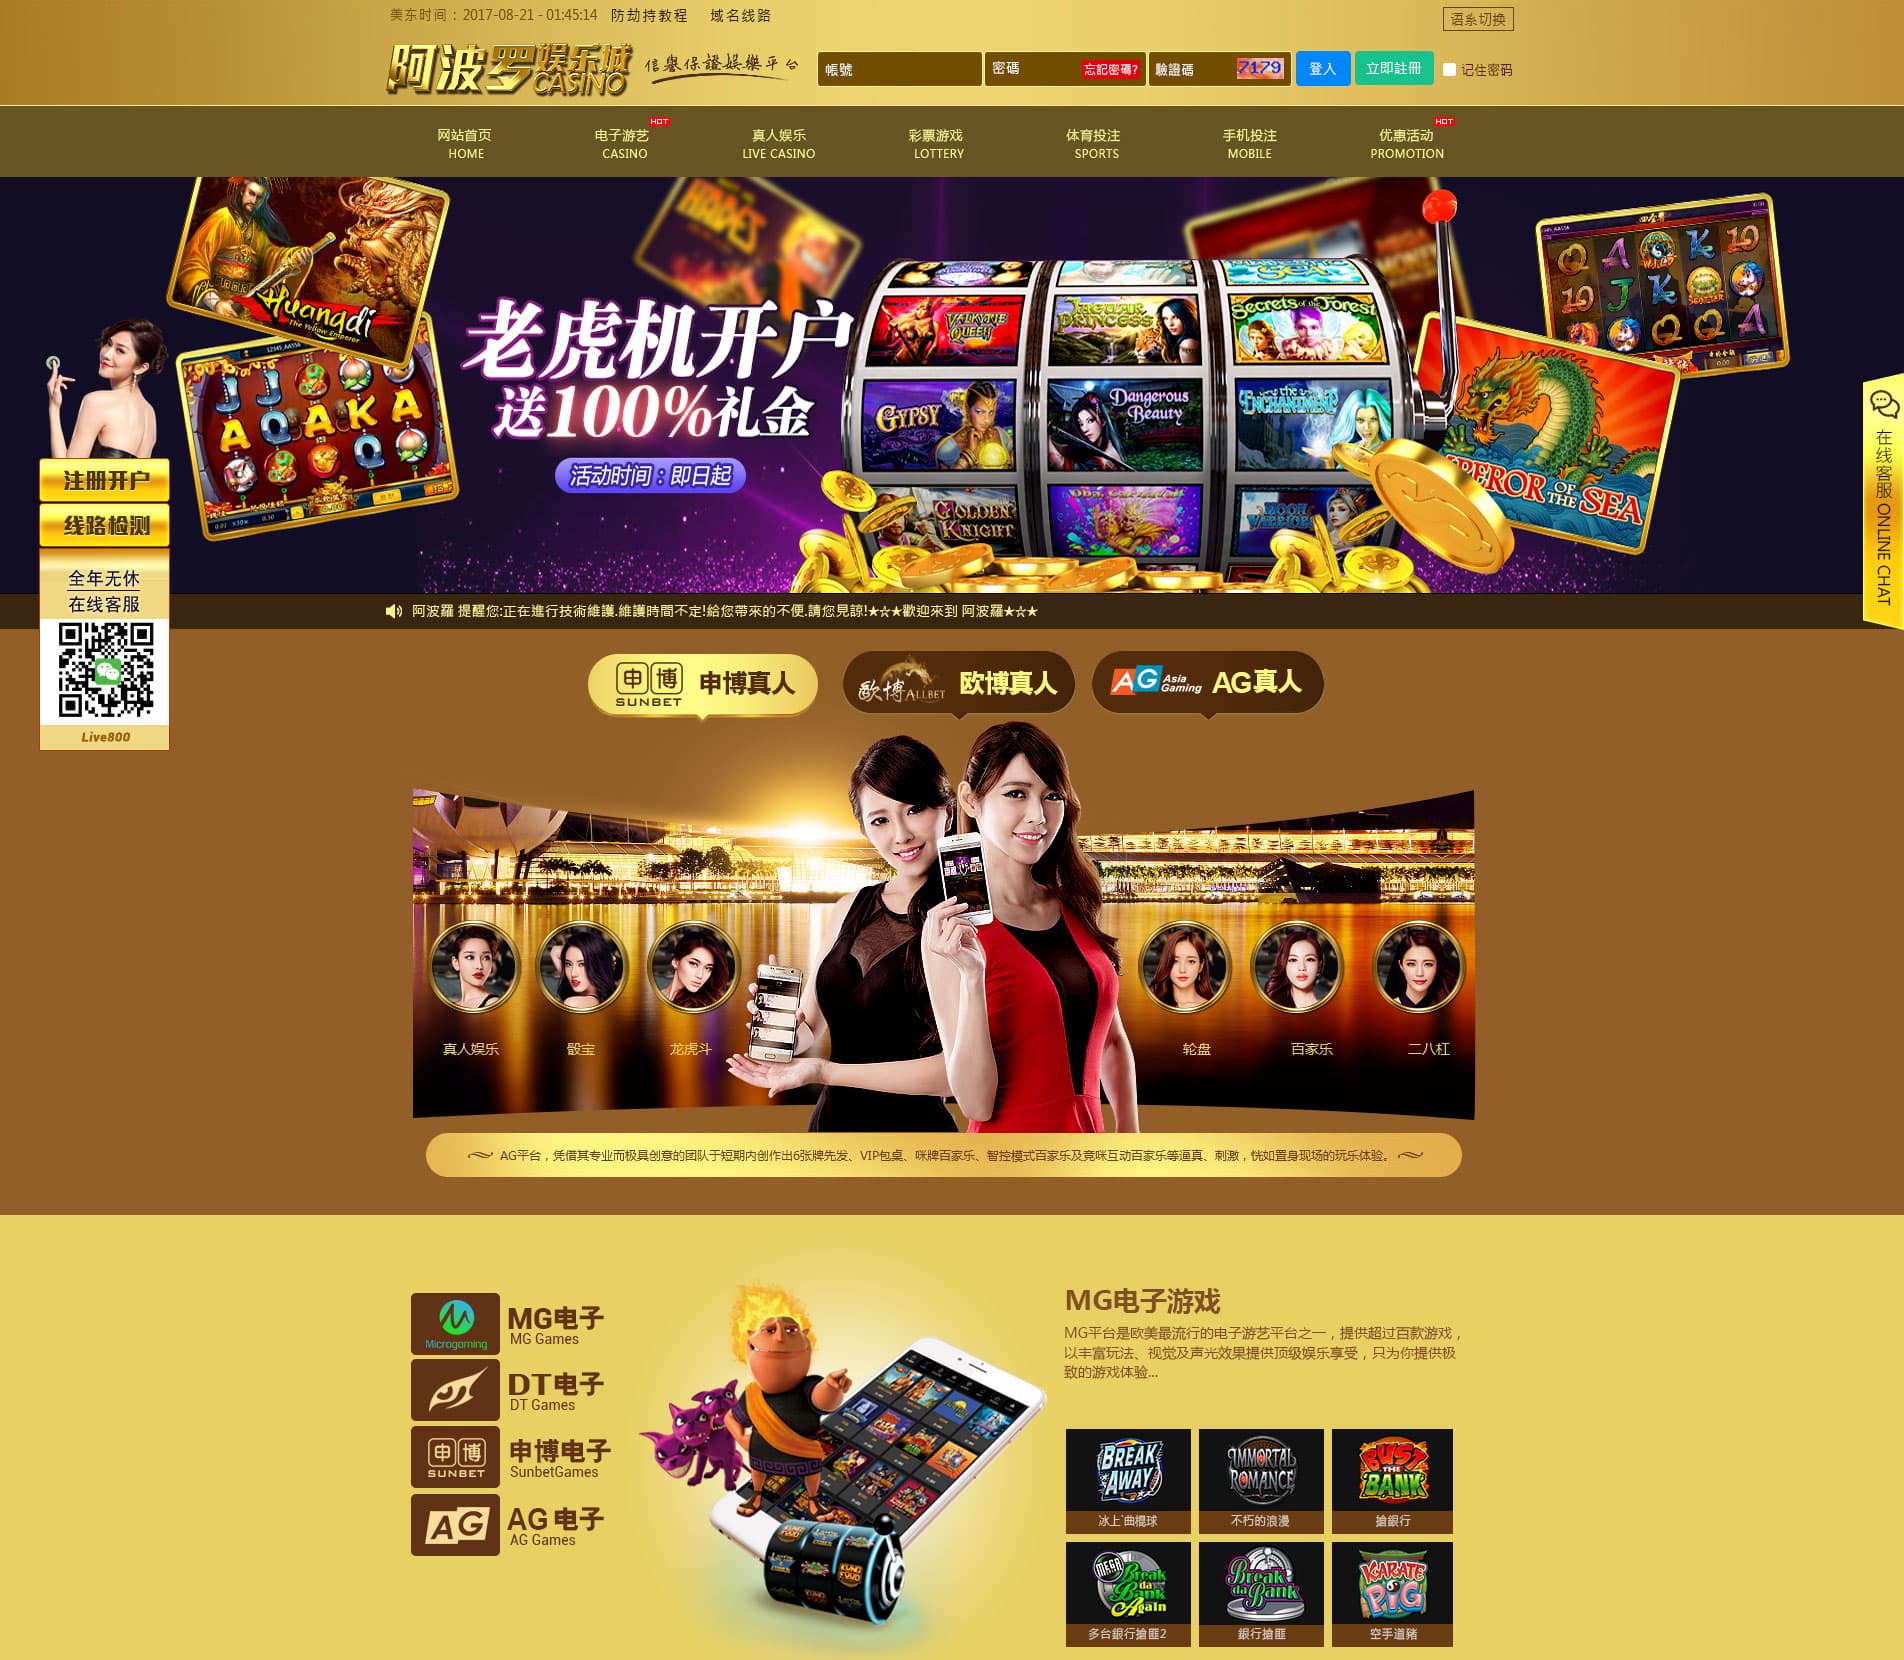 美东时间：2017-08-21 - 01:45:14 防劫持教程 域名线路
语系切换
阿波罗娱乐城
CASINO
信譽保證娛樂平台
帳號
密碼 忘記密碼?
驗證碼 7179
登入
立即註冊
记住密码
网站首页
HOME
电子游艺 HOT
CASINO
真人娱乐
LIVE CASINO
彩票游戏
LOTTERY
体育投注
SPORTS
手机投注
MOBILE
优惠活动 HOT
PROMOTION
Huangdi
The Yellow Emperor
HADES
老虎机开户
送100%礼金
活动时间：即日起
VALKYRIE QUEEN
JAGUAR PRINCESS
Secrets of the Forest
GYPSY
Dangerous Beauty
the ENCHANTMENT
GOLDEN KNIGHT
MOON WARRIORS
EMPEROR OF THE SEA
注册开户
线路检测
全年无休
在线客服
Live800
在线客服 ONLINE CHAT
阿波羅 提醒您:正在進行技術維護.維護時間不定!給您帶來的不便.請您見諒!★☆★歡迎來到 阿波羅★☆★
申博 SUNBET 申博真人
歐博 ALLBET 欧博真人
AG Asia Gaming AG真人
真人娱乐
骰宝
龙虎斗
轮盘
百家乐
二八杠
AG平台，凭借其专业而极具创意的团队于短期内创作出6张牌先发、VIP包桌、咪牌百家乐、智控模式百家乐及竞咪互动百家乐等逼真、刺激，恍如置身现场的玩乐体验。
Microgaming
MG电子
MG Games
DT电子
DT Games
申博 SUNBET
申博电子
SunbetGames
AG
AG 电子
AG Games
MG电子游戏
MG平台是欧美最流行的电子游艺平台之一，提供超过百款游戏，
以丰富玩法、视觉及声光效果提供顶级娱乐享受，只为你提供极
致的游戏体验...
BREAK AWAY
冰上`曲棍球
IMMORTAL ROMANCE
不朽的浪漫
BUST THE BANK
搶銀行
MEGA Break da Bank Again
多台銀行搶匪2
Break da Bank
銀行搶匪
KARATE PIG
空手道豬